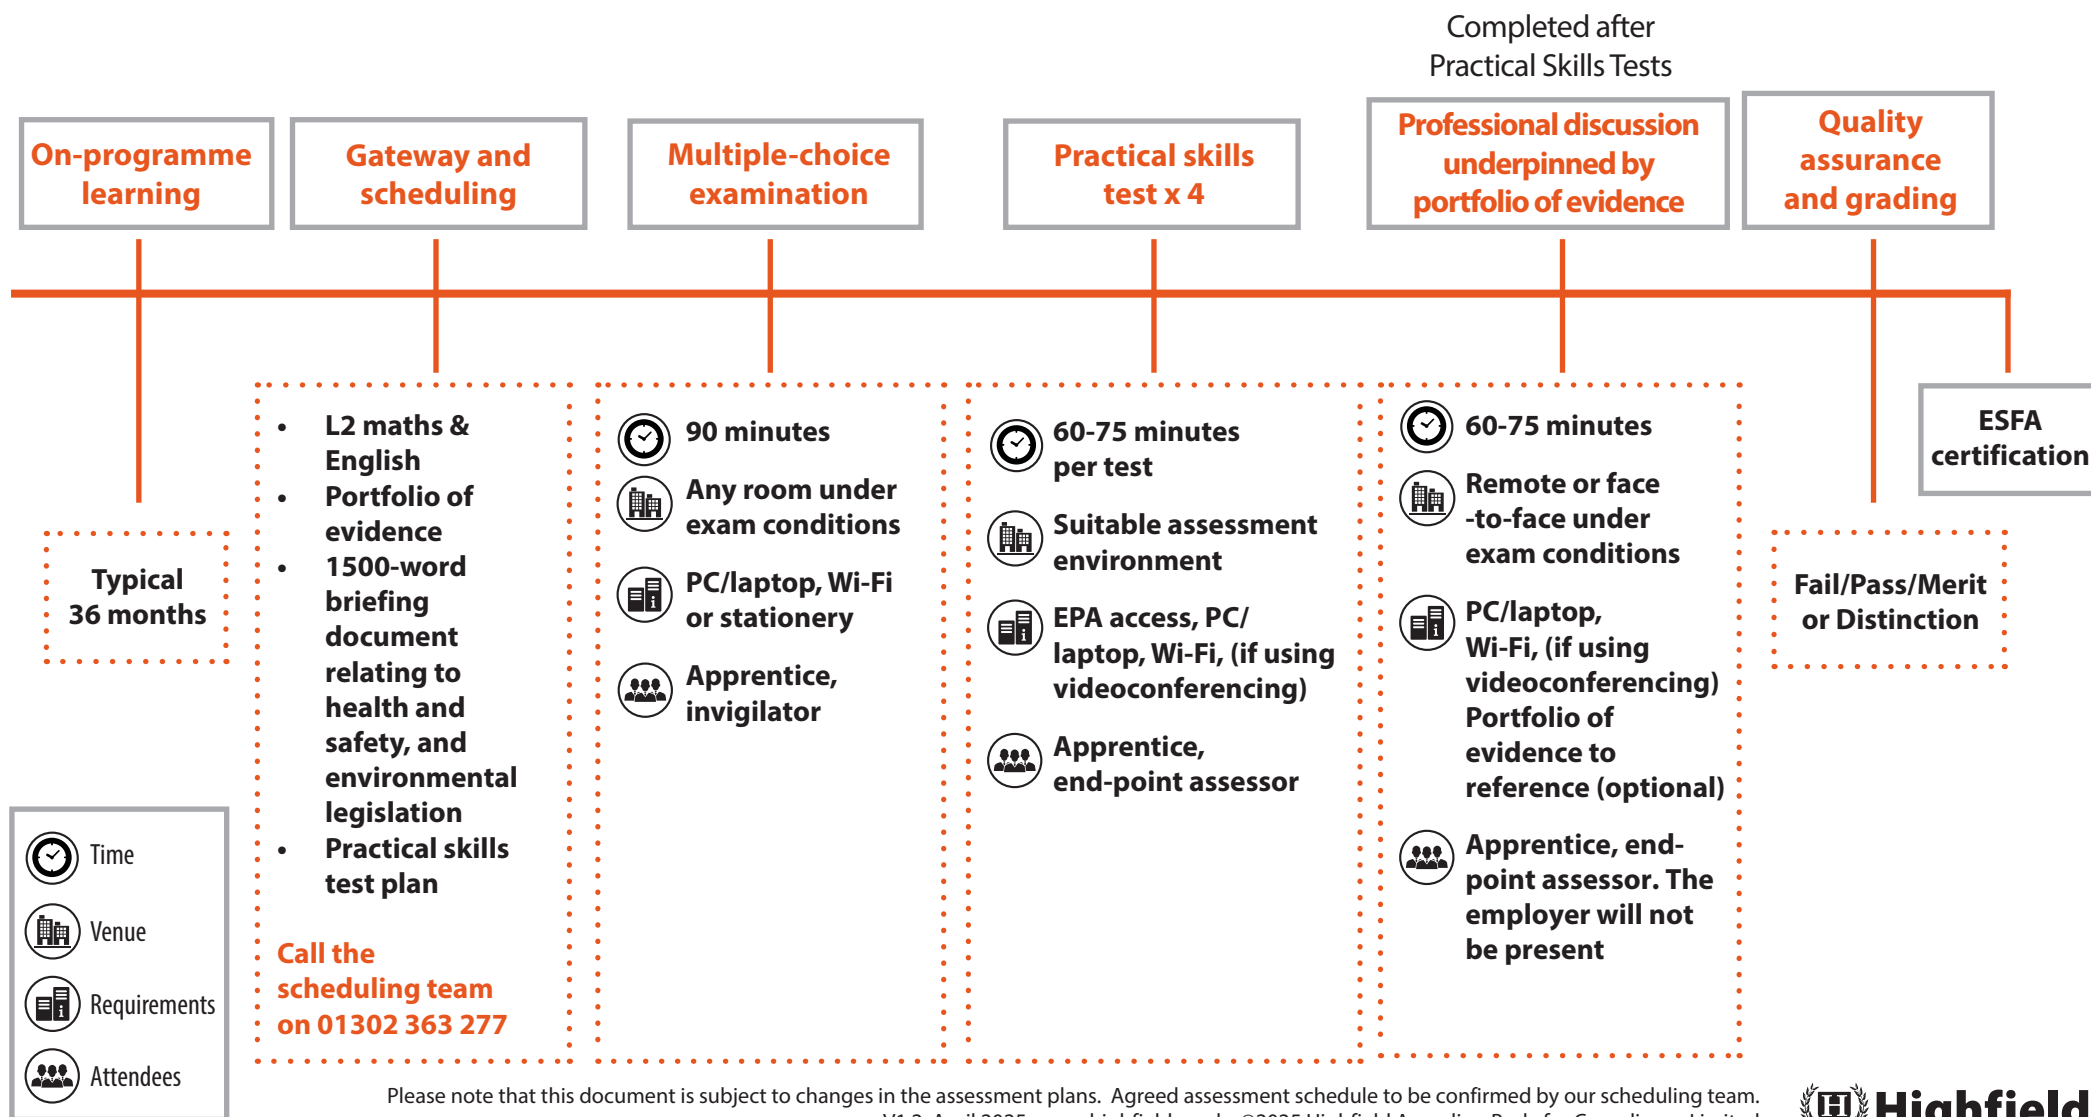 Completed after
Practical Skills Tests
On-programme
learning
Gateway and
scheduling
Multiple-choice
examination
Practical skills
test x 4
Professional discussion
underpinned by
portfolio of evidence
Quality
assurance
and grading
Typical
36 months
• L2 maths &
English
• Portfolio of
evidence
• 1500-word
briefing
document
relating to
health and
safety, and
environmental
legislation
• Practical skills
test plan
Call the
scheduling team
on 01302 363 277
90 minutes
Any room under
exam conditions
PC/laptop, Wi-Fi
or stationery
Apprentice,
invigilator
60-75 minutes
per test
Suitable assessment
environment
EPA access, PC/
laptop, Wi-Fi, (if using
videoconferencing)
Apprentice,
end-point assessor
60-75 minutes
Remote or face
-to-face under
exam conditions
PC/laptop,
Wi-Fi, (if using
videoconferencing)
Portfolio of
evidence to
reference (optional)
Apprentice, end-
point assessor. The
employer will not
be present
Fail/Pass/Merit
or Distinction
ESFA
certification
Time
Venue
Requirements
Attendees
Please note that this document is subject to changes in the assessment plans. Agreed assessment schedule to be confirmed by our scheduling team.
H Highfield